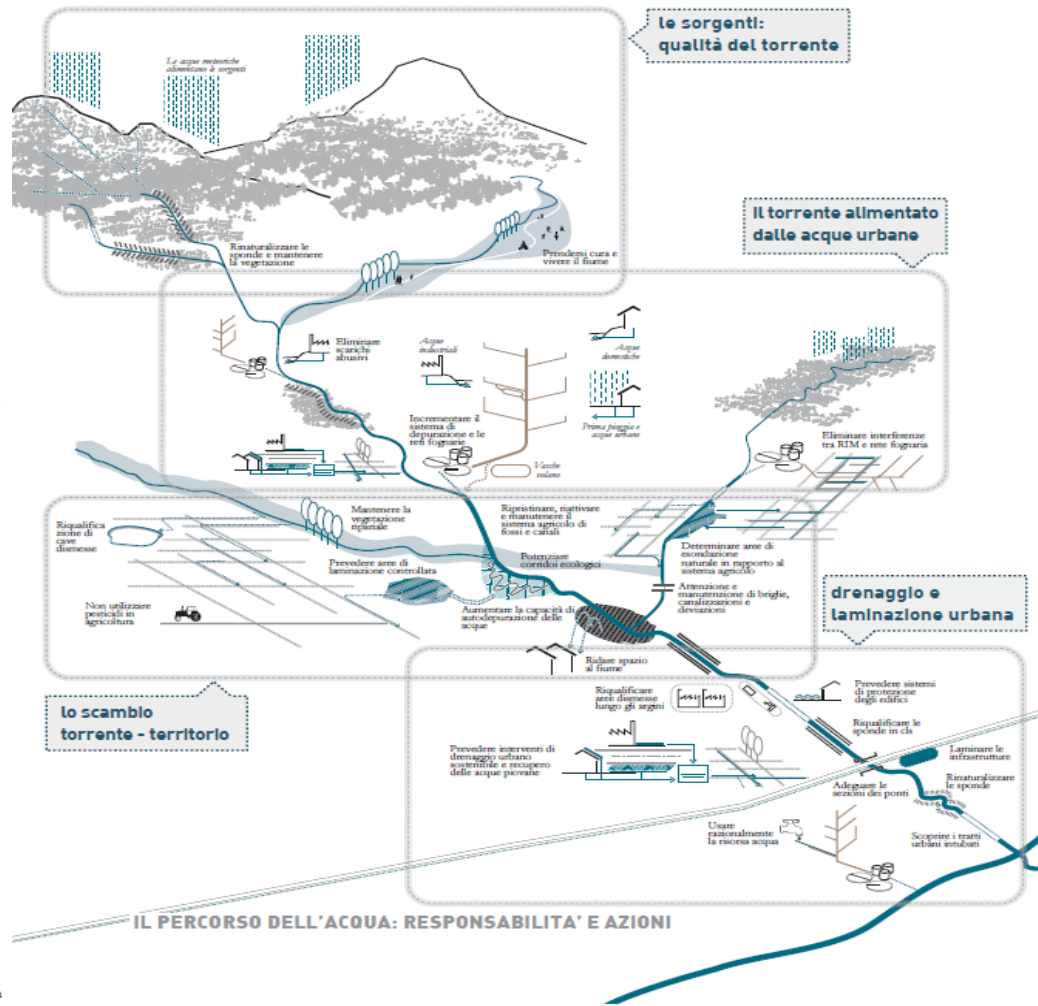 le sorgenti:
qualità del torrente
Le acque meteoriche
alimentano le sorgenti
Il torrente alimentato
dalle acque urbane
Rinaturalizzare le
sponde e mantenere
la vegetazione
Prendersi cura e
vivere il fiume
Eliminare
scarichi
abusivi
Acque
industriali
Acque
domestiche
Prima pioggia e
acque urbane
Incrementare il
sistema di
depurazione e le
reti fognarie
Vasche
volano
Eliminare interferenze
tra RIM e rete fognaria
Riqualifica
zione di
cave
dismesse
Mantenere la
vegetazione
ripariale
Ripristinare, riattivare
e manutenere il
sistema agricolo di
fossi e canali
Prevedere aree di
laminazione controllata
Potenziare
corridoi ecologici
Determinare aree di
esondazione
naturale in rapporto al
sistema agricolo
Attenzione e
manutenzione di briglie,
canalizzazioni e
deviazioni
Non utilizzare
pesticidi in
agricoltura
Aumentare la capacità di
autodepurazione delle
acque
drenaggio e
laminazione urbana
Ridare spazio
al fiume
lo scambio
torrente - territorio
Riqualificare
aree dismesse
lungo gli argini
Prevedere sistemi
di protezione
degli edifici
Riqualificare le
sponde in cls
Prevedere interventi di
drenaggio urbano
sostenibile e recupero
delle acque piovane
Laminare le
infrastrutture
Adeguare le
sezioni dei ponti
Rinaturalizzare
le sponde
Usare
razionalmente
la risorsa acqua
Scoprire i tratti
urbani intubati
IL PERCORSO DELL'ACQUA: RESPONSABILITA' E AZIONI